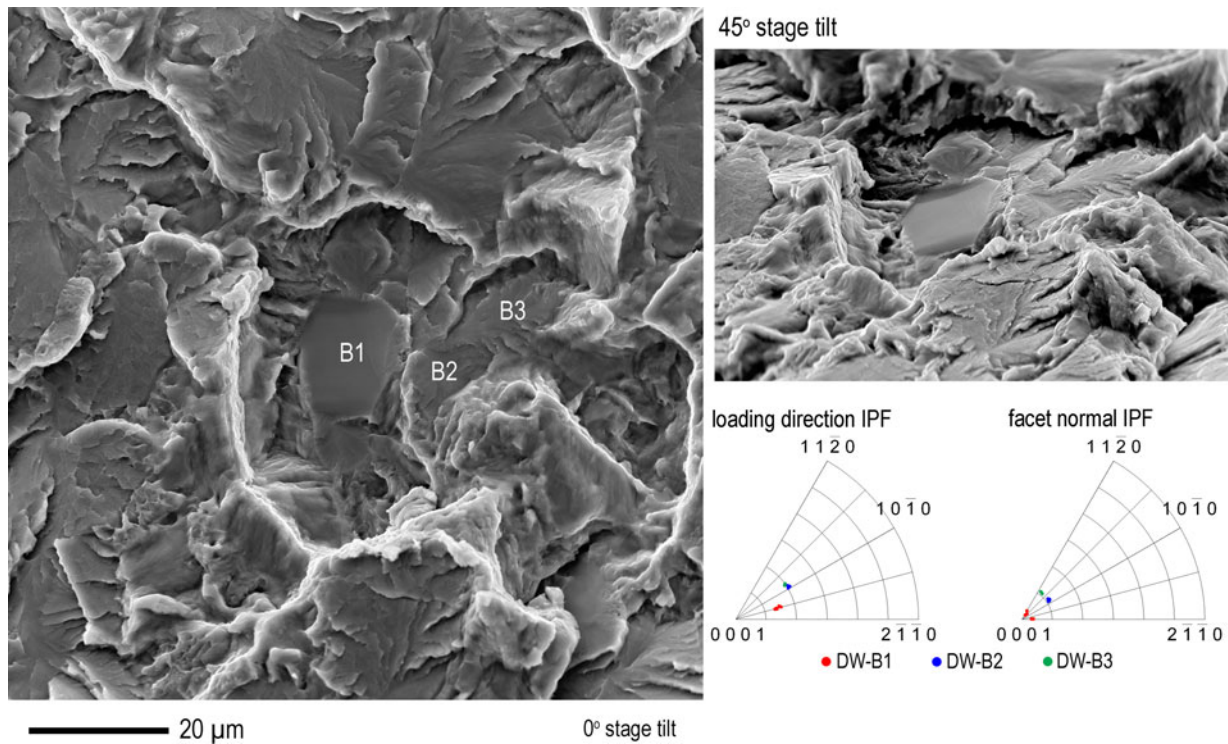 45° stage tilt
B1
B2
B3
20 µm
0° stage tilt
loading direction IPF
1 1 2̅ 0
1 0 1̅ 0
0 0 0 1
2 1̅ 1̅ 0
facet normal IPF
1 1 2̅ 0
1 0 1̅ 0
0 0 0 1
2 1̅ 1̅ 0
DW-B1
DW-B2
DW-B3